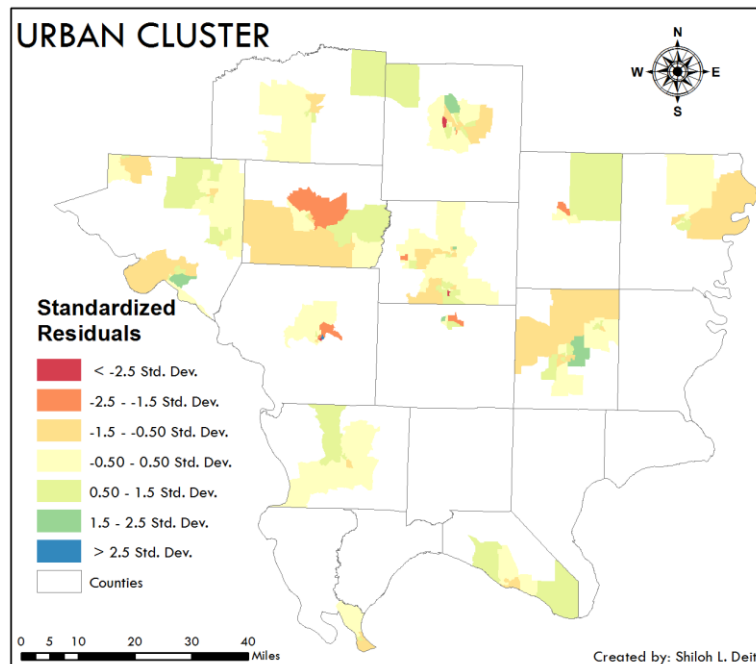 URBAN CLUSTER
N
W E
S
Standardized
Residuals
< -2.5 Std. Dev.
-2.5 - -1.5 Std. Dev.
-1.5 - -0.50 Std. Dev.
-0.50 - 0.50 Std. Dev.
0.50 - 1.5 Std. Dev.
1.5 - 2.5 Std. Dev.
> 2.5 Std. Dev.
Counties
0 5 10 20 30 40
Miles
Created by: Shiloh L. Deit